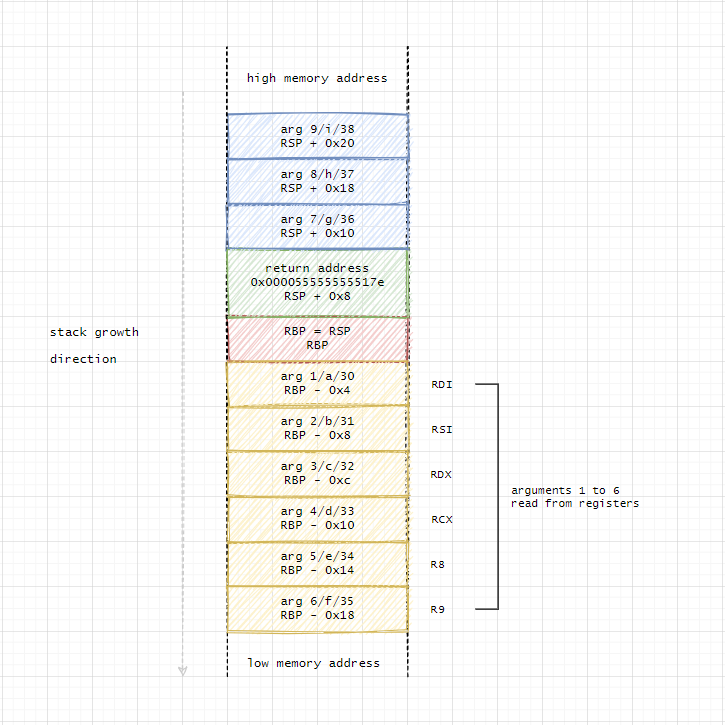 high memory address
arg 9/i/38
RSP + 0x20
arg 8/h/37
RSP + 0x18
arg 7/g/36
RSP + 0x10
return address
0x000055555555517e
RSP + 0x8
stack growth
direction
RBP = RSP
RBP
arg 1/a/30
RBP - 0x4
RDI
arg 2/b/31
RBP - 0x8
RSI
arg 3/c/32
RBP - 0xc
RDX
arg 4/d/33
RBP - 0x10
RCX
arguments 1 to 6
read from registers
arg 5/e/34
RBP - 0x14
R8
arg 6/f/35
RBP - 0x18
R9
low memory address